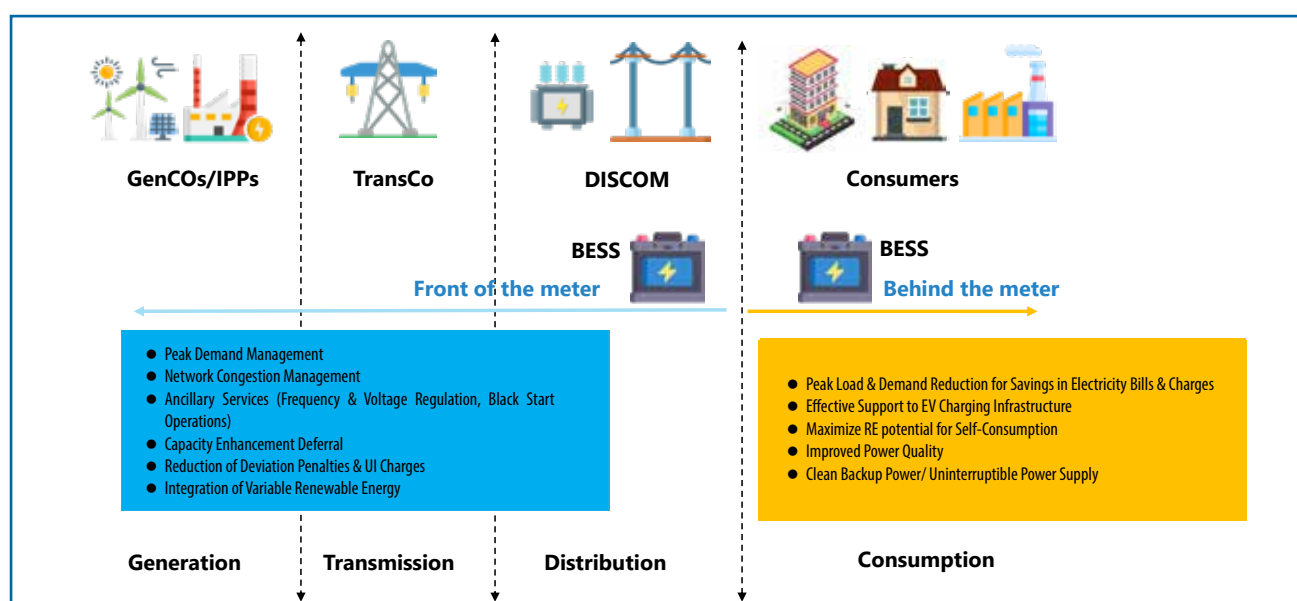 GenCOs/IPPs
TransCo
DISCOM
Consumers
BESS
BESS
Front of the meter
Behind the meter
● Peak Demand Management
● Network Congestion Management
● Ancillary Services (Frequency & Voltage Regulation, Black Start
Operations)
● Capacity Enhancement Deferral
● Reduction of Deviation Penalties & UI Charges
● Integration of Variable Renewable Energy
● Peak Load & Demand Reduction for Savings in Electricity Bills & Charges
● Effective Support to EV Charging Infrastructure
● Maximize RE potential for Self-Consumption
● Improved Power Quality
● Clean Backup Power/ Uninterruptible Power Supply
Generation
Transmission
Distribution
Consumption